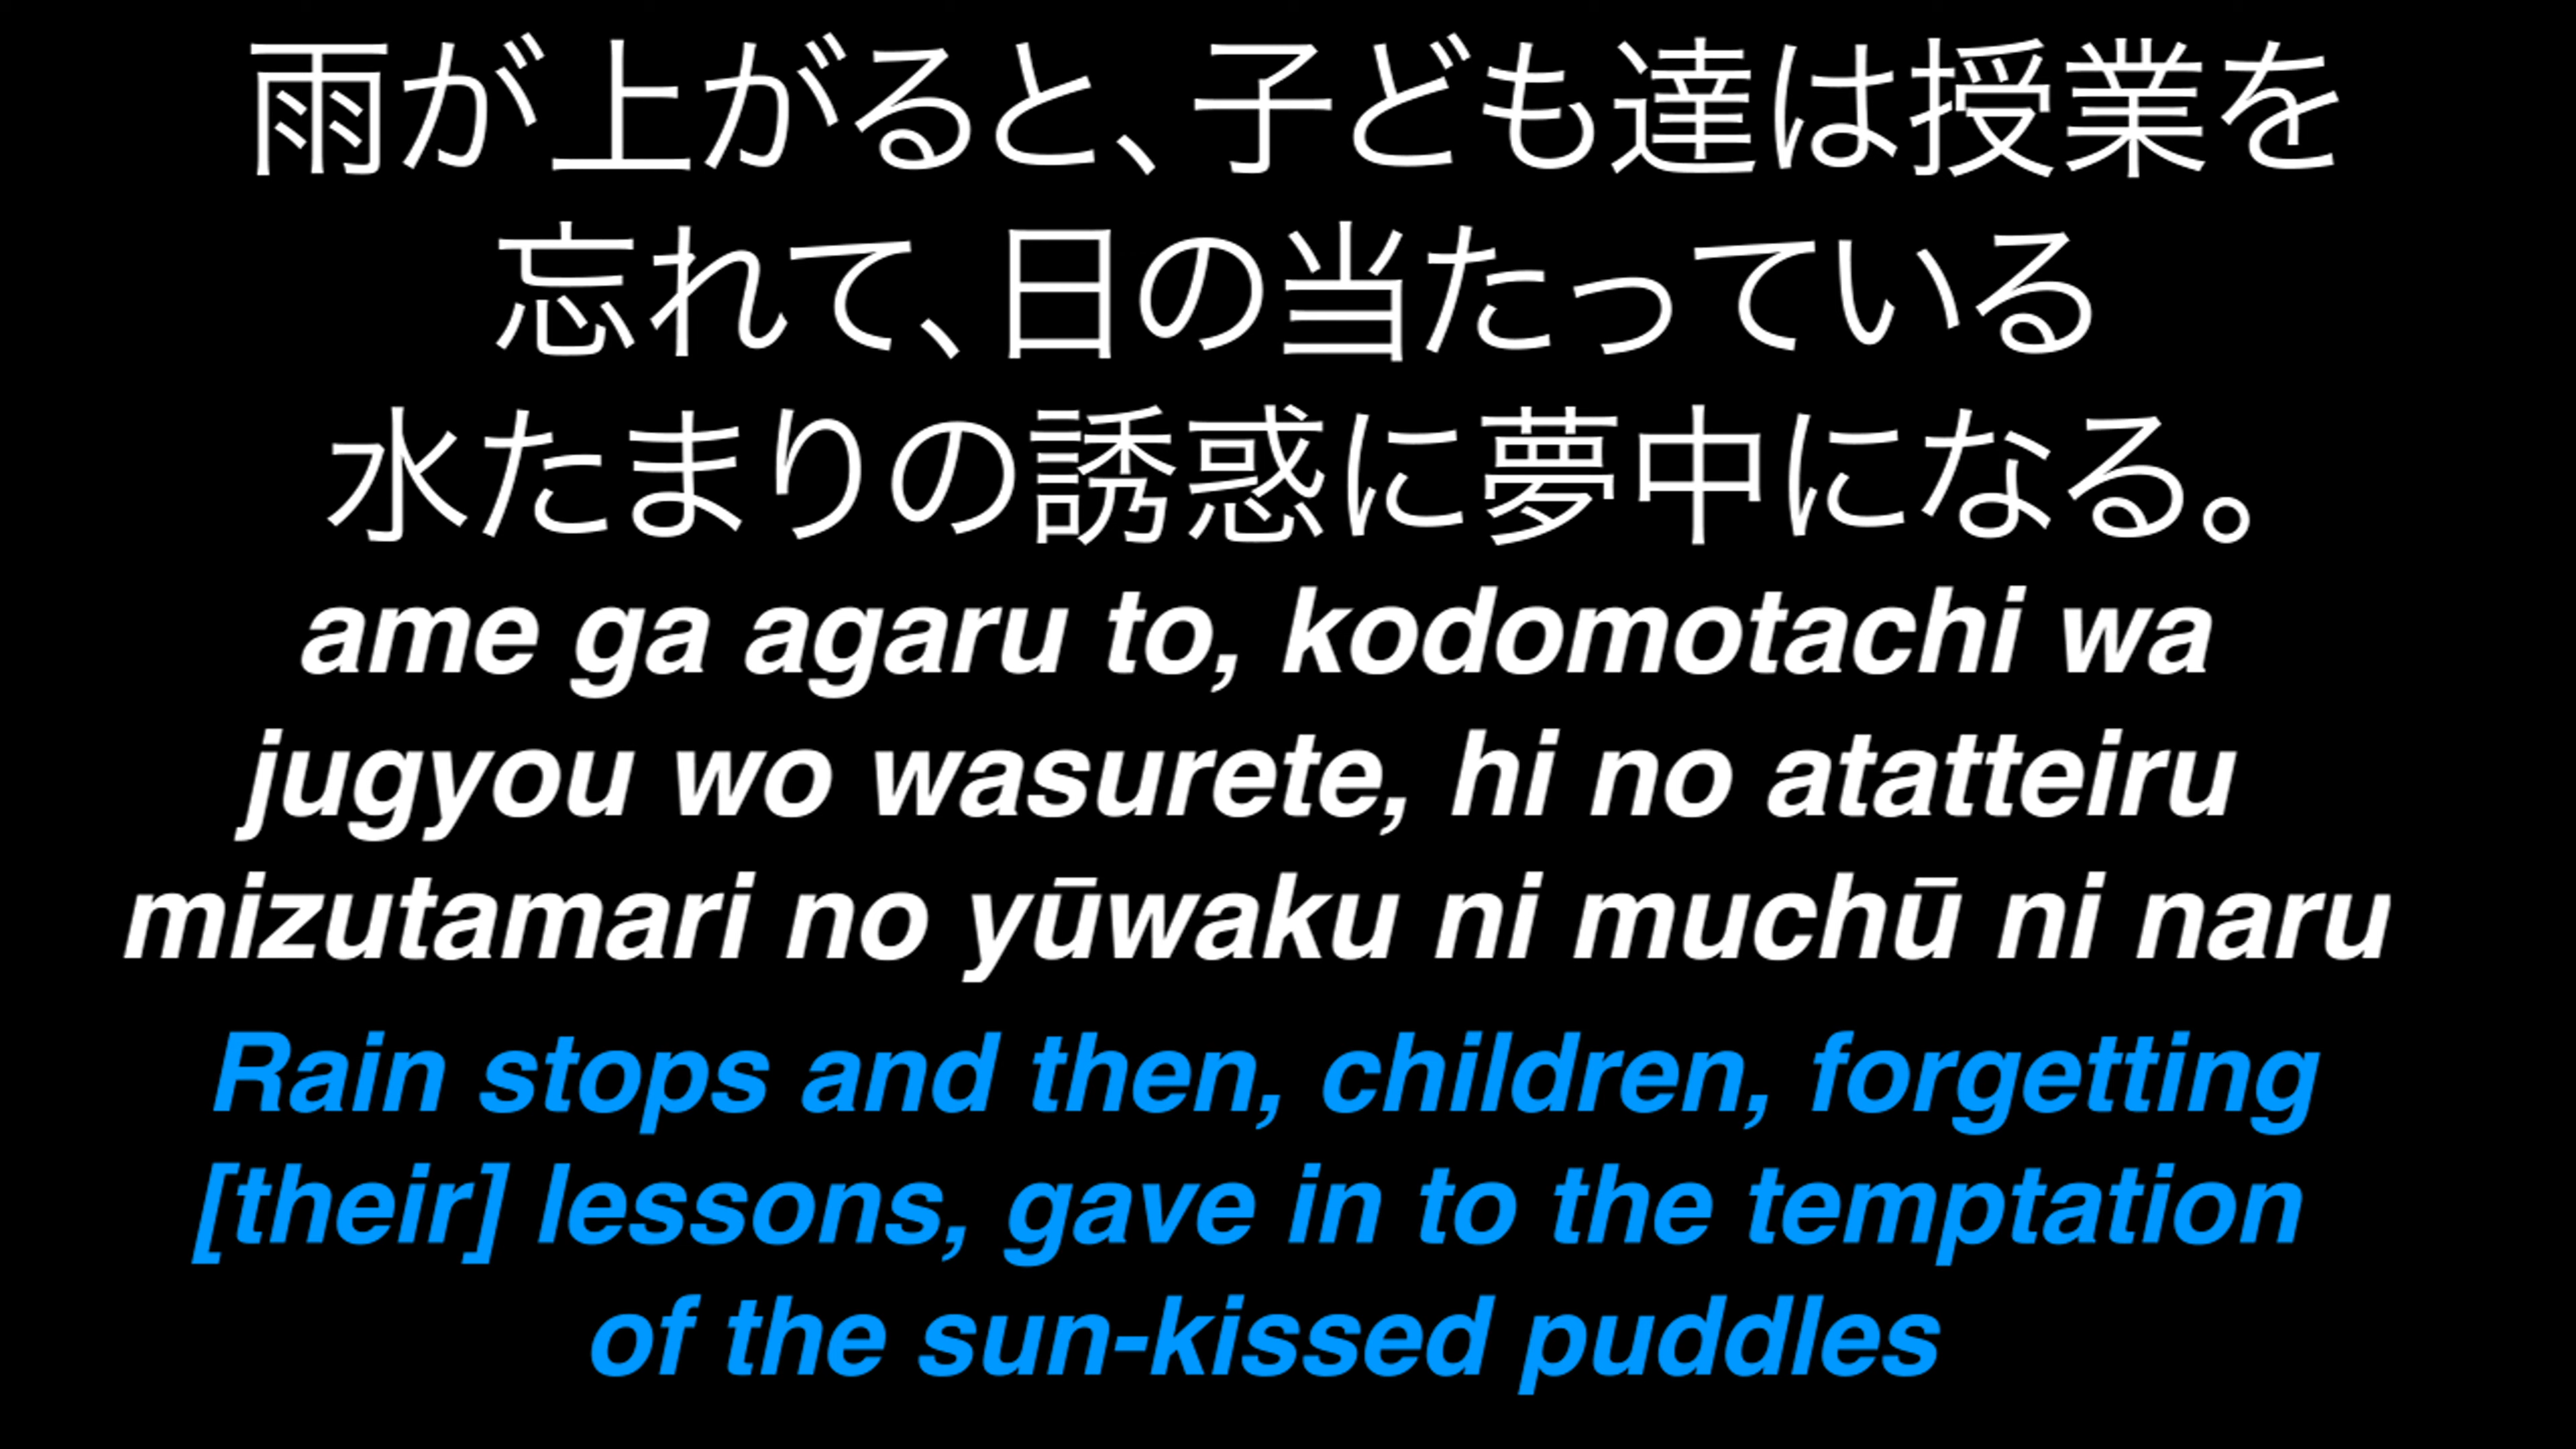 雨が上がると、子ども達は授業を
忘れて、日の当たっている
水たまりの誘惑に夢中になる。
ame ga agaru to, kodomotachi wa
jugyou wo wasurete, hi no atatteiru
mizutamari no yūwaku ni muchū ni naru
Rain stops and then, children, forgetting
[their] lessons, gave in to the temptation
of the sun-kissed puddles